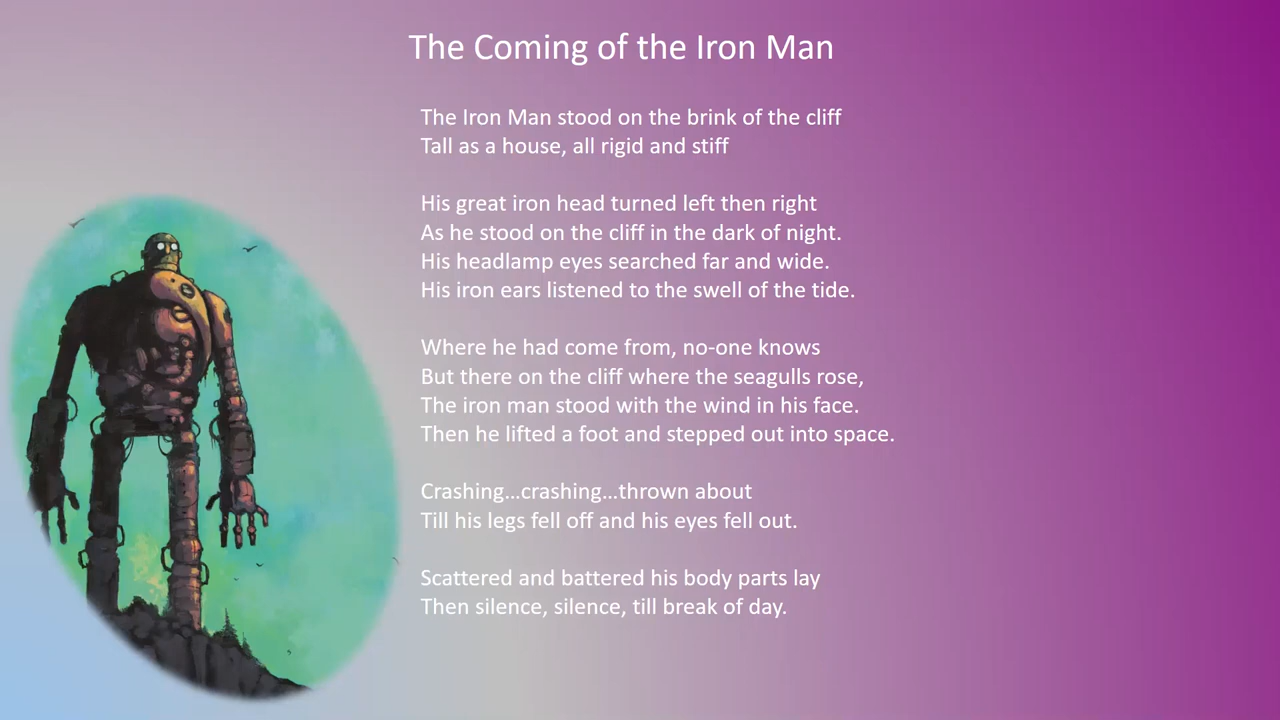 The Coming of the Iron Man
The Iron Man stood on the brink of the cliff
Tall as a house, all rigid and stiff
His great iron head turned left then right
As he stood on the cliff in the dark of night.
His headlamp eyes searched far and wide.
His iron ears listened to the swell of the tide.
Where he had come from, no-one knows
But there on the cliff where the seagulls rose,
The iron man stood with the wind in his face.
Then he lifted a foot and stepped out into space.
Crashing…crashing…thrown about
Till his legs fell off and his eyes fell out.
Scattered and battered his body parts lay
Then silence, silence, till break of day.